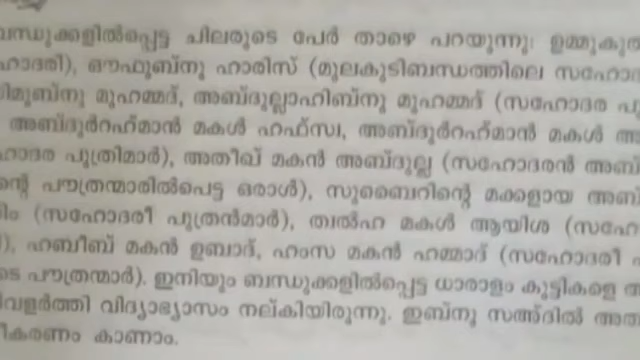 ബന്ധുക്കളിൽപ്പെട്ട ചിലരുടെ പേർ താഴെ പറയുന്നു: ഉമ്മുകുൽ
ഹാദരീ), ഔഫുബ്നു ഹാരിസ് (മുലകുടിബന്ധത്തിലെ സഹോദ
മുഹമ്മദ്, അബ്ദുല്ലാഹിബ്നു മുഹമ്മദ് (സഹോദര പു
അബ്ദുർറഹ്മാൻ മകൾ ഹഫ്സ്വ, അബ്ദുർറഹ്മാൻ മകൾ അ
ഹാദര പുത്രിമാർ), അതീഖ് മകൻ അബ്ദുല്ല (സഹോദരൻ അബ്
ന്റെ പൗത്രന്മാരിൽപെട്ട ഒരാൾ), സുബൈറിന്റെ മക്കളായ അബ്
സിം (സഹോദരീ പുത്രൻമാർ), ത്വൽഹ മകൾ ആയിശ (സഹോ
), ഹബീബ് മകൻ ഉബാദ്, ഹംസ മകൻ ഹമ്മാദ് (സഹോദരീ പ
ടെ പൗത്രന്മാർ). ഇനിയും ബന്ധുക്കളിൽപ്പെട്ട ധാരാളം കുട്ടികളെ അ
വളർത്തി വിദ്യാഭ്യാസം നല്കിയിരുന്നു. ഇബ്നു സഅ്ദിൽ അത
കരണം കാണാം.